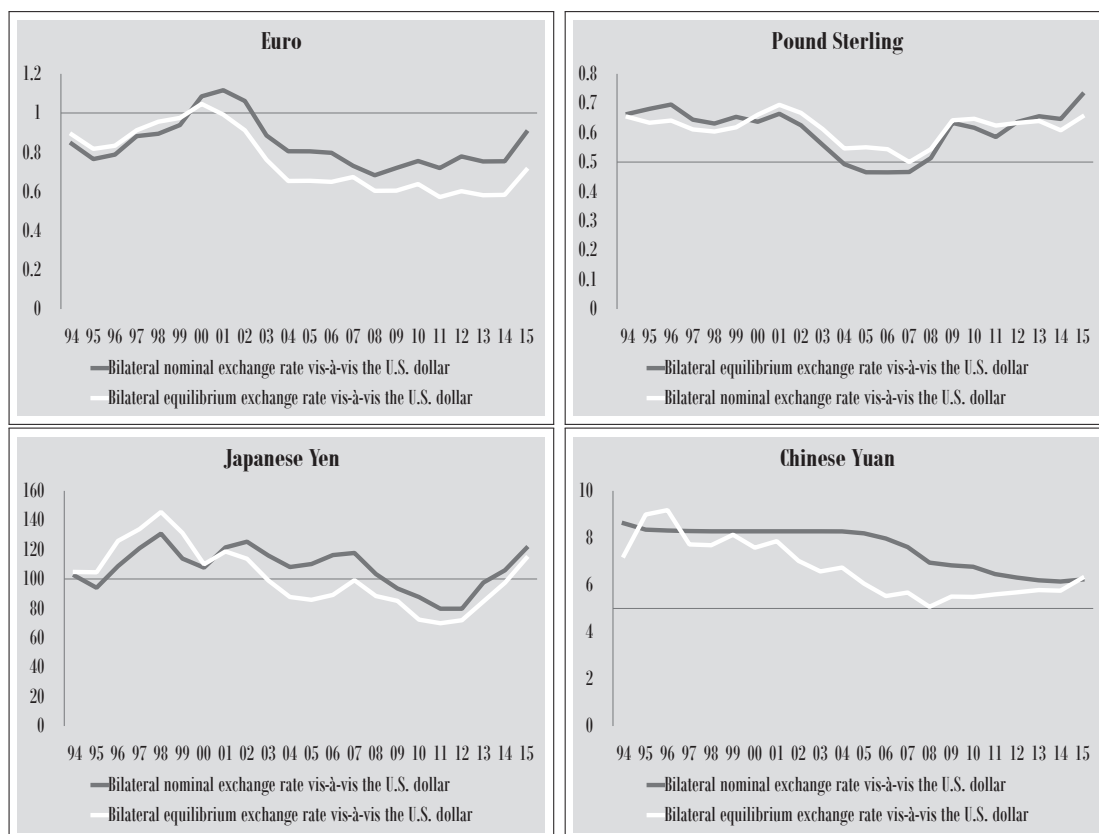 Euro
1.2
1
0.8
0.6
0.4
0.2
0
94 95 96 97 98 99 00 01 02 03 04 05 06 07 08 09 10 11 12 13 14 15
Bilateral nominal exchange rate vis-à-vis the U.S. dollar
Bilateral equilibrium exchange rate vis-à-vis the U.S. dollar
Pound Sterling
0.8
0.7
0.6
0.5
0.4
0.3
0.2
0.1
0
94 95 96 97 98 99 00 01 02 03 04 05 06 07 08 09 10 11 12 13 14 15
Bilateral equilibrium exchange rate vis-à-vis the U.S. dollar
Bilateral nominal exchange rate vis-à-vis the U.S. dollar
Japanese Yen
160
140
120
100
80
60
40
20
0
94 95 96 97 98 99 00 01 02 03 04 05 06 07 08 09 10 11 12 13 14 15
Bilateral nominal exchange rate vis-à-vis the U.S. dollar
Bilateral equilibrium exchange rate vis-à-vis the U.S. dollar
Chinese Yuan
10
8
6
4
2
0
94 95 96 97 98 99 00 01 02 03 04 05 06 07 08 09 10 11 12 13 14 15
Bilateral nominal exchange rate vis-à-vis the U.S. dollar
Bilateral equilibrium exchange rate vis-à-vis the U.S. dollar